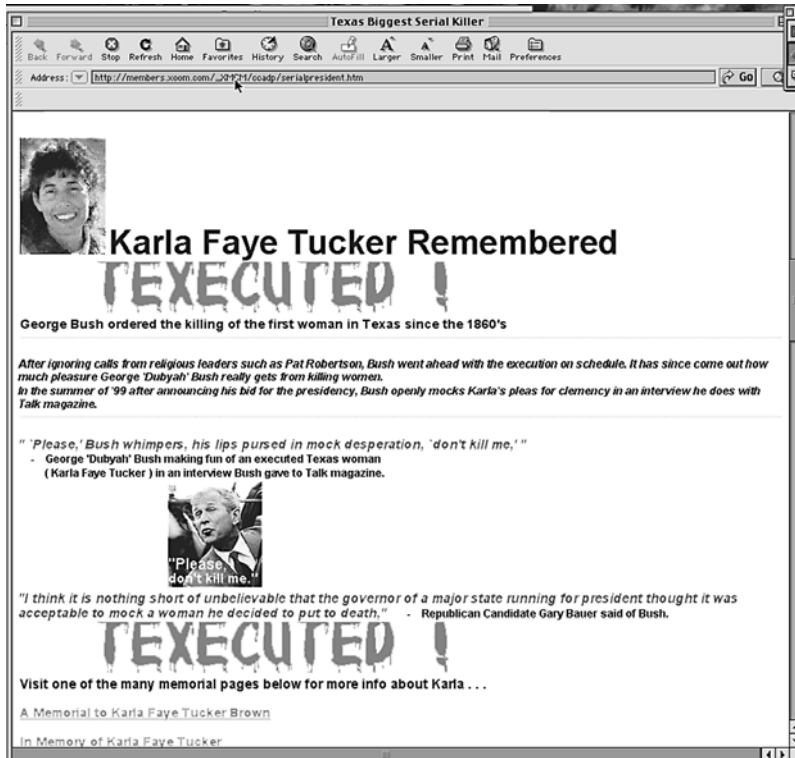 Texas Biggest Serial Killer
Back Forward Stop Refresh Home Favorites History Search AutoFill Larger Smaller Print Mail Preferences
Address: http://members.xoom.com/_XMCM/ocadp/serialpresident.htm Go
Karla Faye Tucker Remembered
TEXECUTED !
George Bush ordered the killing of the first woman in Texas since the 1860's
After ignoring calls from religious leaders such as Pat Robertson, Bush went ahead with the execution on schedule. It has since come out how
much pleasure George 'Dubyah' Bush really gets from killing women.
In the summer of '99 after announcing his bid for the presidency, Bush openly mocks Karla's pleas for clemency in an interview he does with
Talk magazine.
" `Please,' Bush whimpers, his lips pursed in mock desperation, `don't kill me,' "
- George 'Dubyah' Bush making fun of an executed Texas woman
( Karla Faye Tucker ) in an interview Bush gave to Talk magazine.
"Please,
don't kill me."
"I think it is nothing short of unbelievable that the governor of a major state running for president thought it was
acceptable to mock a woman he decided to put to death," - Republican Candidate Gary Bauer said of Bush.
TEXECUTED !
Visit one of the many memorial pages below for more info about Karla . . .
A Memorial to Karla Faye Tucker Brown
In Memory of Karla Faye Tucker